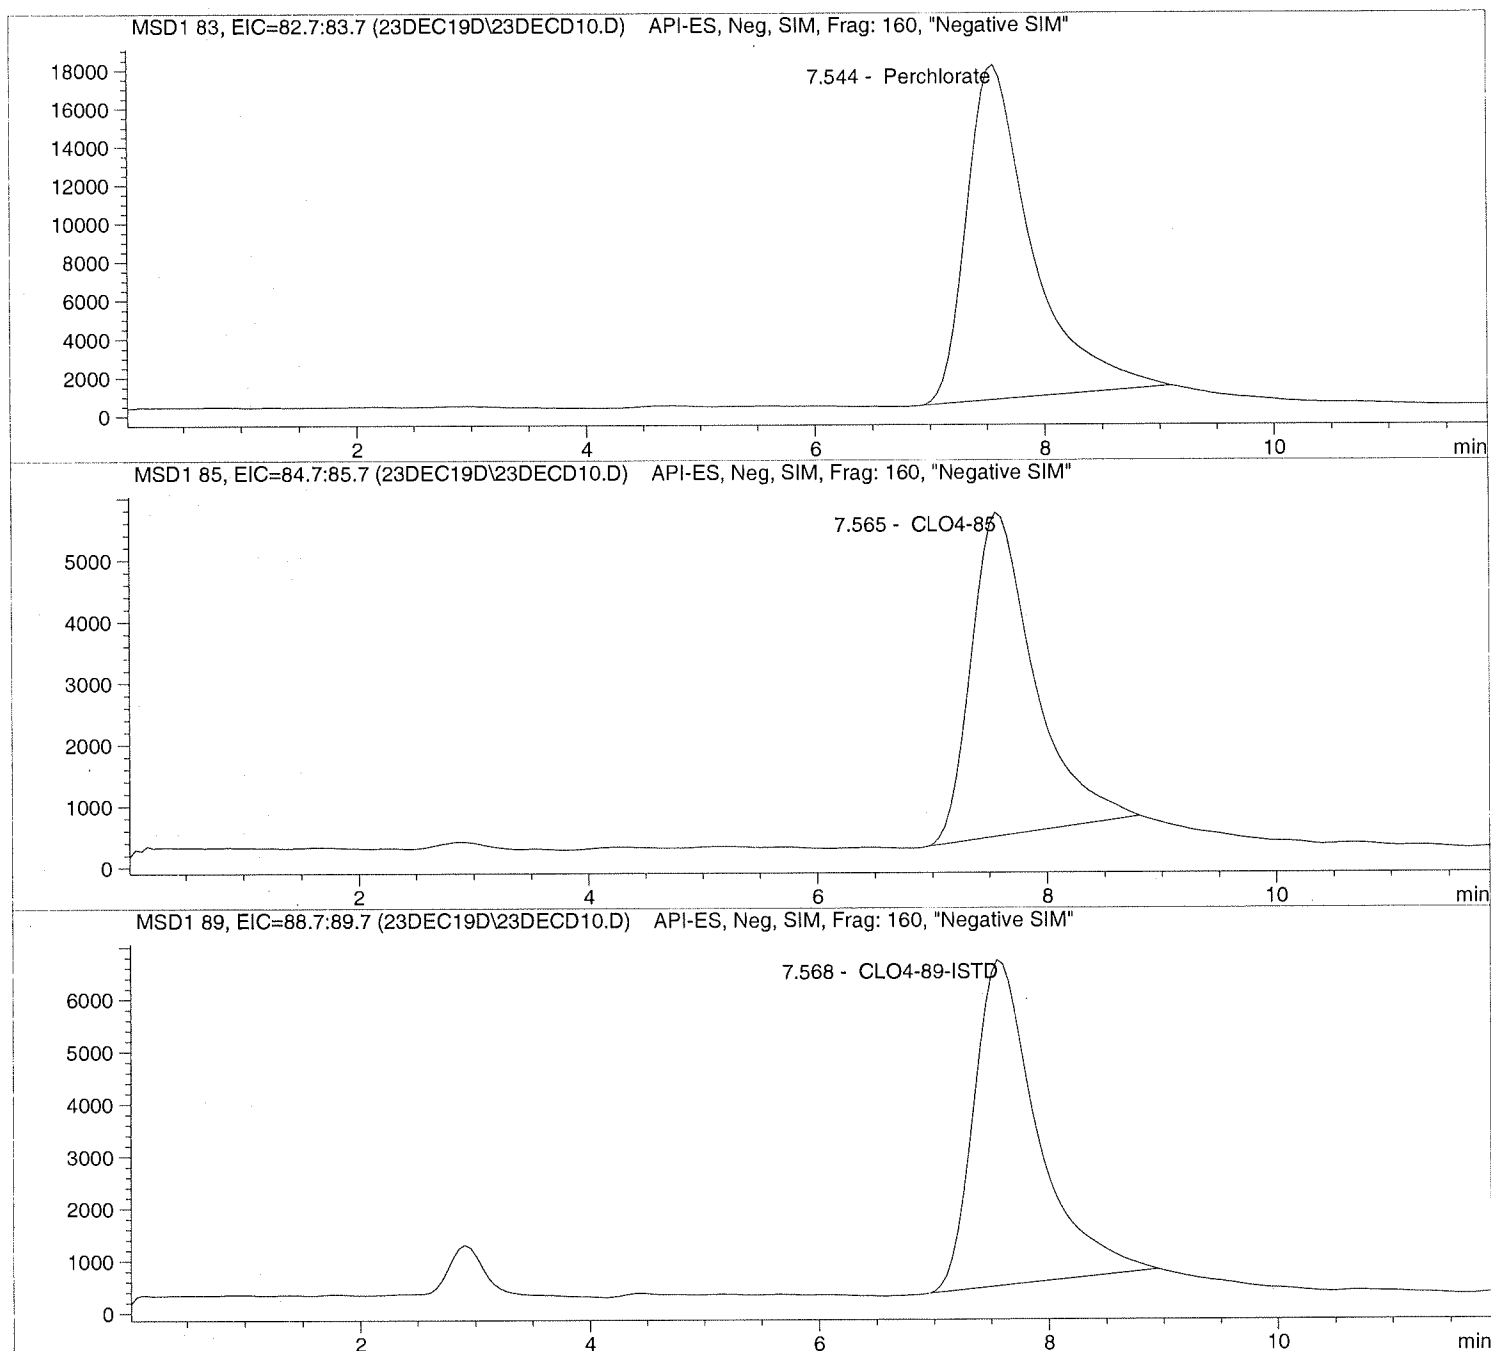 MSD1 83, EIC=82.7:83.7 (23DEC19D\23DECD10.D) API-ES, Neg, SIM, Frag: 160, "Negative SIM"
7.544 - Perchlorate
18000
16000
14000
12000
10000
8000
6000
4000
2000
0
2 4 6 8 10 min
MSD1 85, EIC=84.7:85.7 (23DEC19D\23DECD10.D) API-ES, Neg, SIM, Frag: 160, "Negative SIM"
7.565 - CLO4-85
5000
4000
3000
2000
1000
0
2 4 6 8 10 min
MSD1 89, EIC=88.7:89.7 (23DEC19D\23DECD10.D) API-ES, Neg, SIM, Frag: 160, "Negative SIM"
7.568 - CLO4-89-ISTD
6000
5000
4000
3000
2000
1000
0
2 4 6 8 10 min